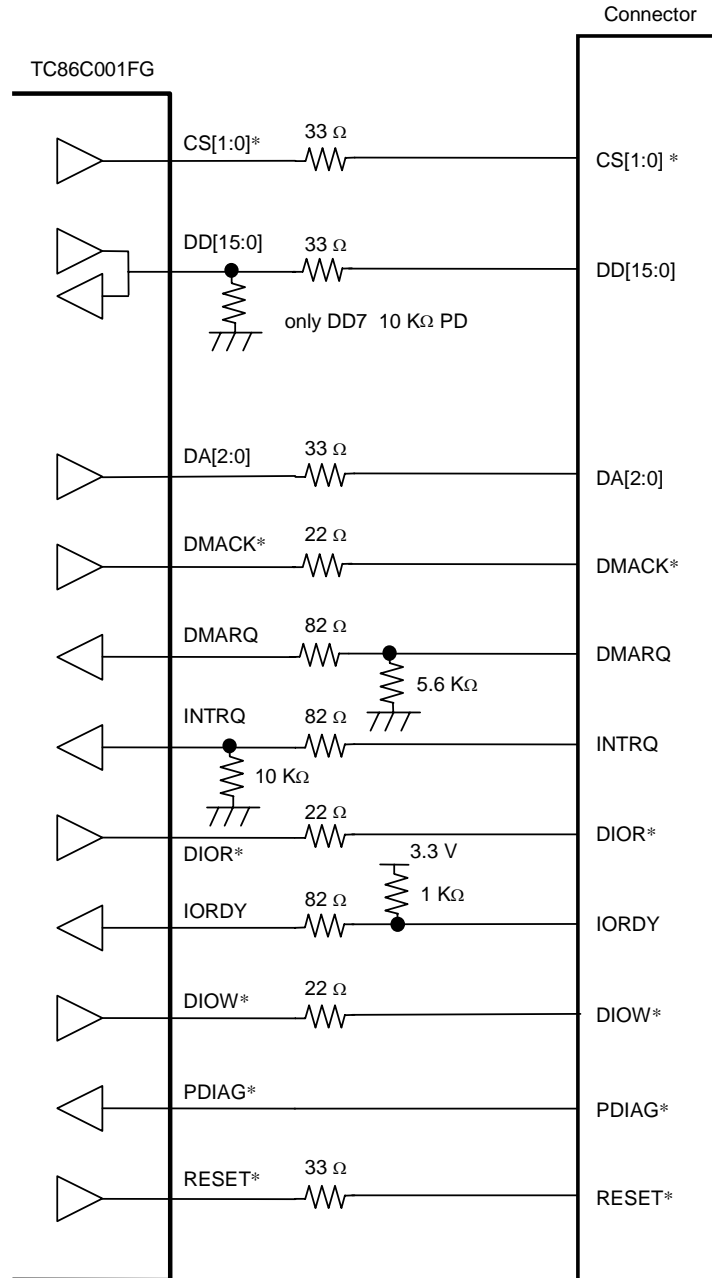 Connector
TC86C001FG
CS[1:0]* 33 Ω CS[1:0] *
DD[15:0] 33 Ω DD[15:0]
only DD7 10 KΩ PD
DA[2:0] 33 Ω DA[2:0]
DMACK* 22 Ω DMACK*
DMARQ 82 Ω DMARQ
5.6 KΩ
INTRQ 82 Ω INTRQ
10 KΩ
22 Ω DIOR*
DIOR*
3.3 V
IORDY 82 Ω 1 KΩ IORDY
DIOW* 22 Ω DIOW*
PDIAG* PDIAG*
RESET* 33 Ω RESET*